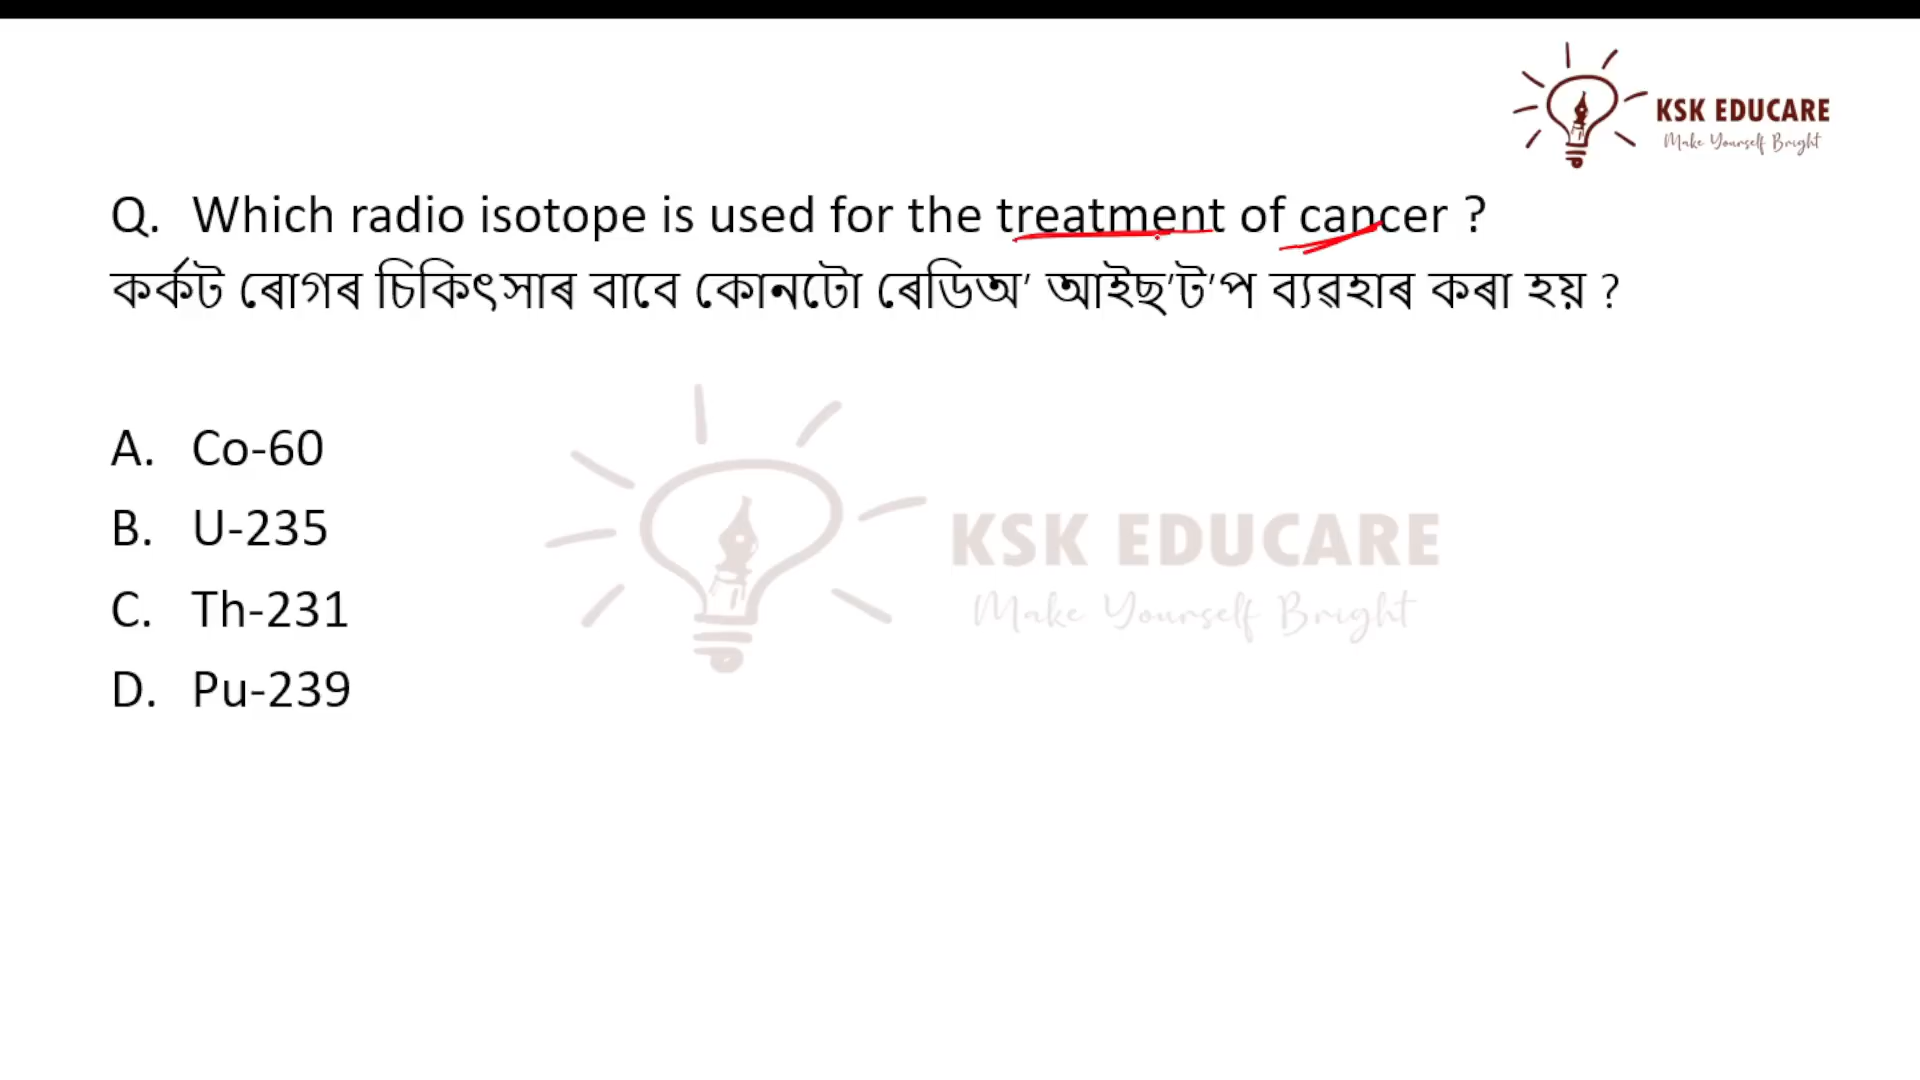 KSK EDUCARE
Make Yourself Bright
Q. Which radio isotope is used for the treatment of cancer ?
কৰ্কট ৰোগৰ চিকিৎসাৰ বাবে কোনটো ৰেডিঅ’ আইছ’ট’প ব্যৱহাৰ কৰা হয় ?
A. Co-60
B. U-235
C. Th-231
D. Pu-239
KSK EDUCARE
Make Yourself Bright